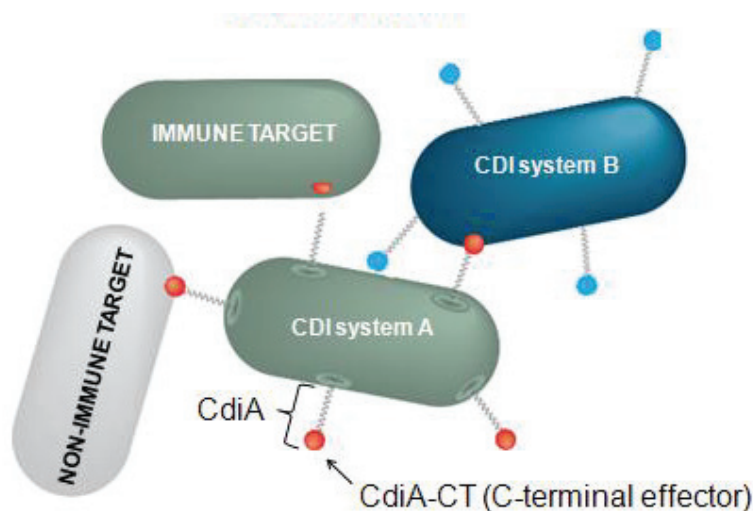 IMMUNE TARGET
CDI system B
NON-IMMUNE TARGET
CDI system A
CdiA
CdiA-CT (C-terminal effector)